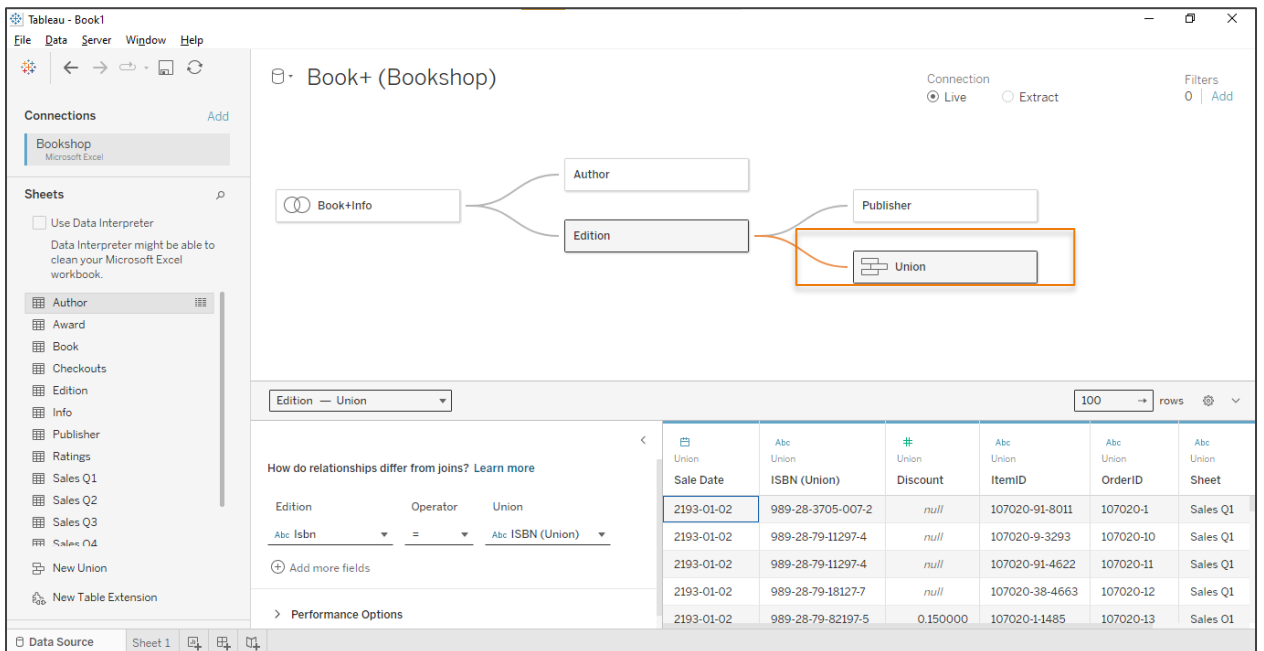 Tableau - Book1
File Data Server Window Help
Connections Add
Bookshop
Microsoft Excel
Sheets
Use Data Interpreter
Data Interpreter might be able to
clean your Microsoft Excel
workbook.
Author
Award
Book
Checkouts
Edition
Info
Publisher
Ratings
Sales Q1
Sales Q2
Sales Q3
Sales Q4
New Union
New Table Extension
Book+ (Bookshop)
Connection
Live Extract
Filters
0 Add
Book+Info
Author
Edition
Publisher
Union
Edition — Union
100 → rows
How do relationships differ from joins? Learn more
Edition Operator Union
Abc Isbn = Abc ISBN (Union)
Add more fields
Performance Options
Abc # Abc Abc Abc
Union Union Union Union Union Union
Sale Date ISBN (Union) Discount ItemID OrderID Sheet
2193-01-02 989-28-3705-007-2 null 107020-91-8011 107020-1 Sales Q1
2193-01-02 989-28-79-11297-4 null 107020-9-3293 107020-10 Sales Q1
2193-01-02 989-28-79-11297-4 null 107020-91-4622 107020-11 Sales Q1
2193-01-02 989-28-79-18127-7 null 107020-38-4663 107020-12 Sales Q1
2193-01-02 989-28-79-82197-5 0.150000 107020-1-1485 107020-13 Sales Q1
Data Source Sheet 1